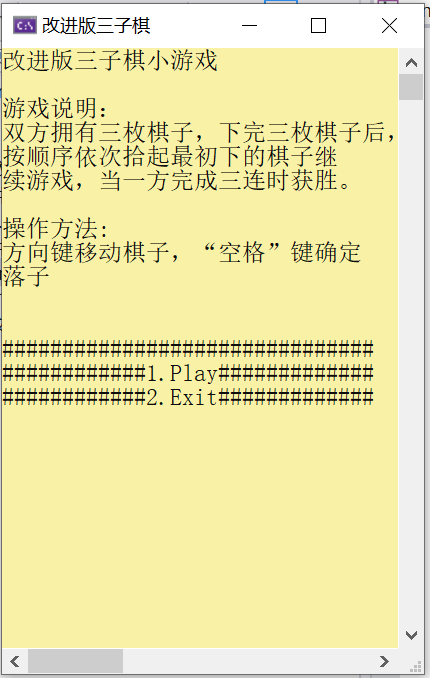 改进版三子棋
改进版三子棋小游戏
游戏说明：
双方拥有三枚棋子，下完三枚棋子后，
按顺序依次拾起最初下的棋子继
续游戏，当一方完成三连时获胜。
操作方法：
方向键移动棋子，“空格”键确定
落子
###############################
############1.Play#############
############2.Exit#############